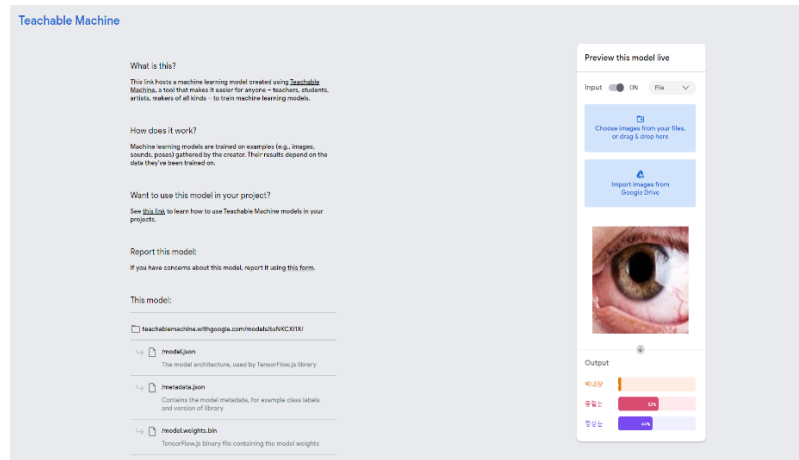 Teachable Machine
What is this?
This link hosts a machine learning model created using Teachable
Machine, a tool that makes it easier for anyone – teachers, students,
artists, makers of all kinds – to train machine learning models.
How does it work?
Machine learning models are trained on examples (e.g., images,
sounds, poses) gathered by the creator. Their results depend on the
data they've been trained on.
Want to use this model in your project?
See this link to learn how to use Teachable Machine models in your
projects.
Report this model:
If you have concerns about this model, report it using this form.
This model:
teachablemachine.withgoogle.com/models/
/model.json
The model architecture, used by TensorFlow.js library
/metadata.json
Contains the model metadata, for example class labels
and version of library
/model.weights.bin
TensorFlow.js binary file containing the model weights
Preview this model live
Input ON File
Choose images from your files,
or drag & drop here
Import images from
Google Drive
Output
백내장
충혈눈
정상눈